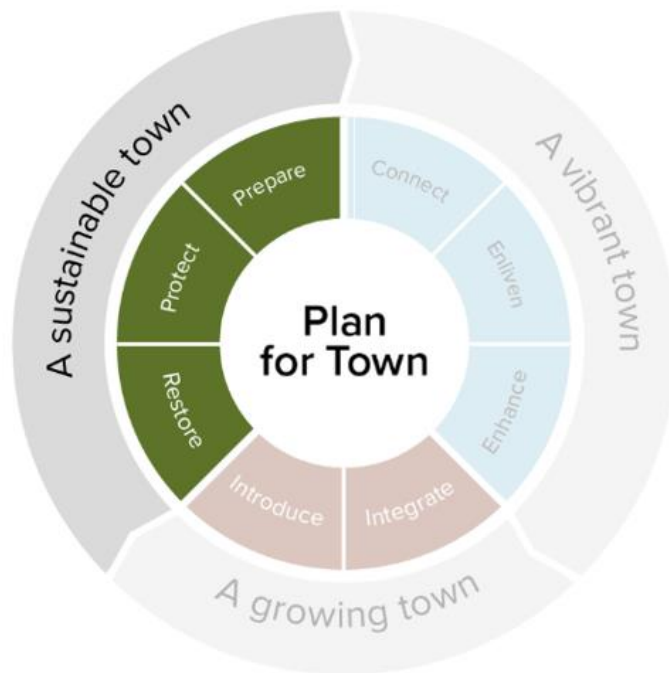 A sustainable town
A vibrant town
A growing town
Prepare
Connect
Protect
Enliven
Restore
Enhance
Introduce
Integrate
Plan
for Town